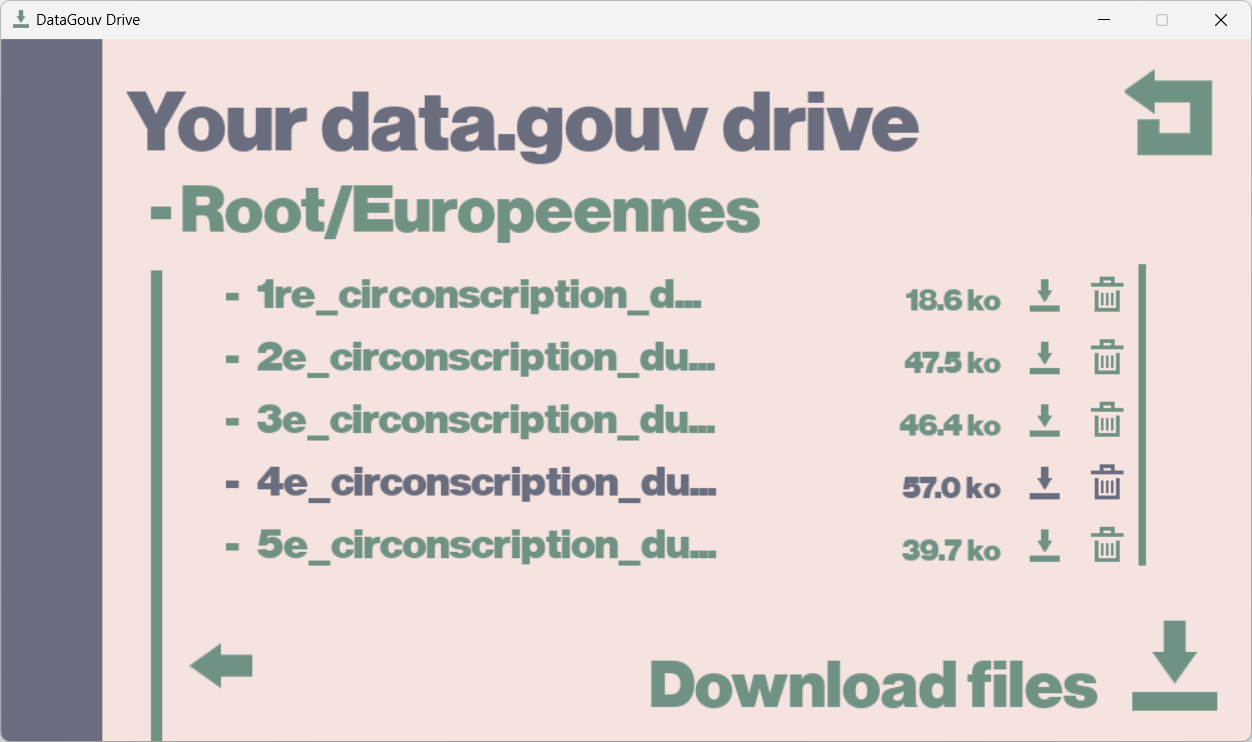 DataGouv Drive
Your data.gouv drive
- Root/Europeennes
- 1re_circonscription_d... 18.6 ko
- 2e_circonscription_du... 47.5 ko
- 3e_circonscription_du... 46.4 ko
- 4e_circonscription_du... 57.0 ko
- 5e_circonscription_du... 39.7 ko
Download files